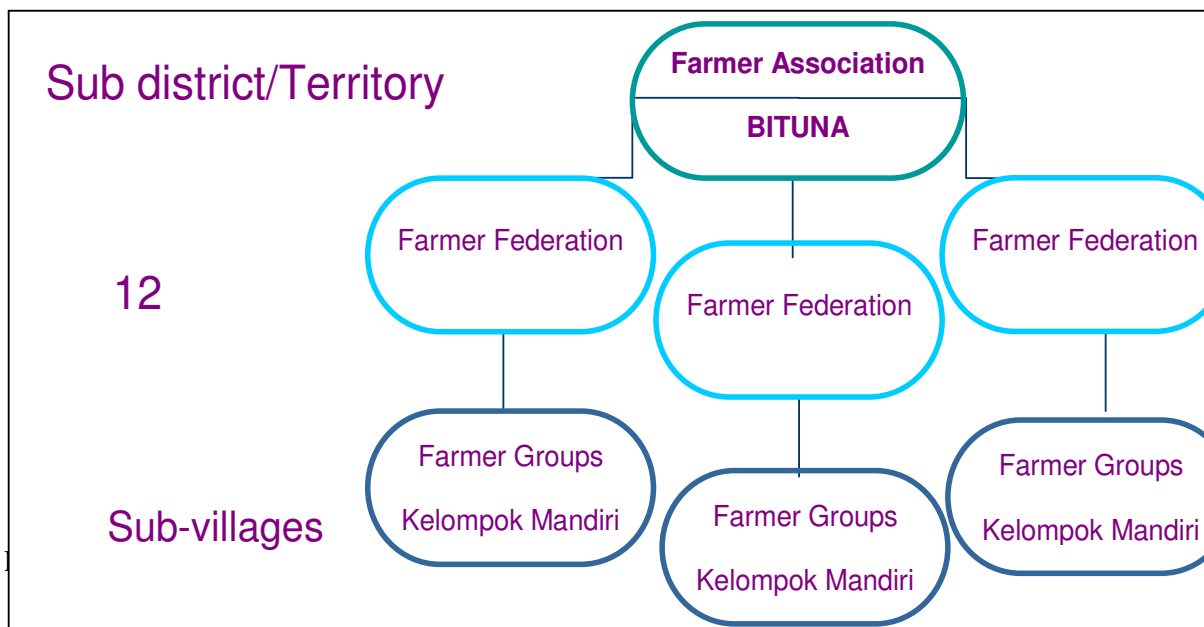 Sub district/Territory
Farmer Association
BITUNA
12
Farmer Federation
Farmer Federation
Farmer Federation
Sub-villages
Farmer Groups
Kelompok Mandiri
Farmer Groups
Kelompok Mandiri
Farmer Groups
Kelompok Mandiri